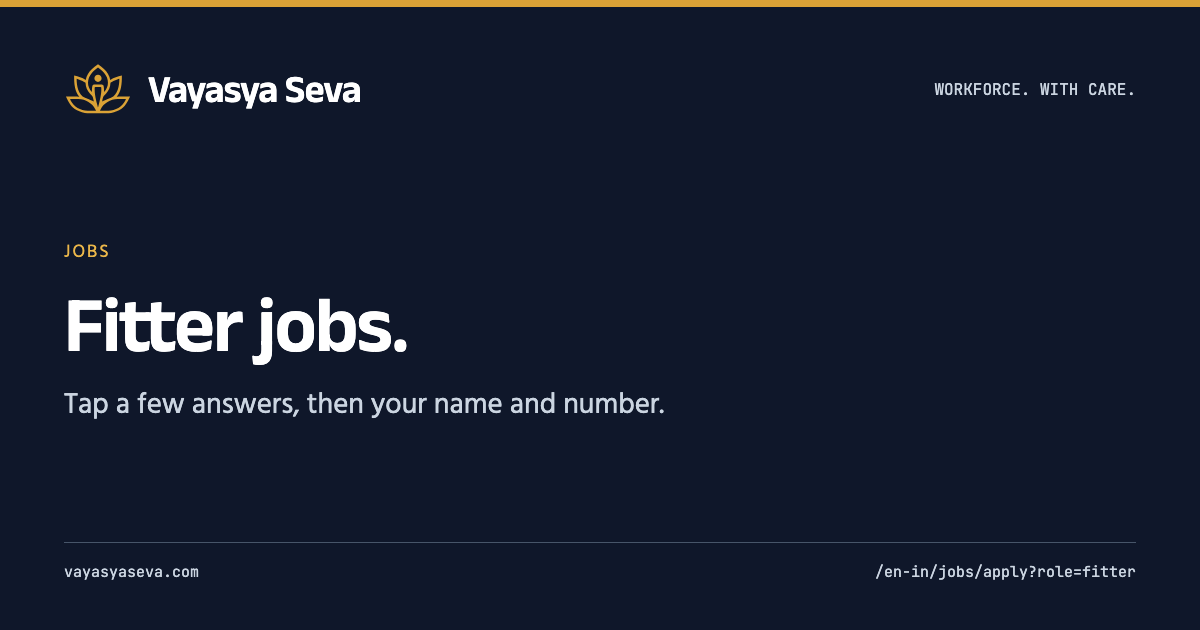 Vayasya Seva
WORKFORCE. WITH CARE.
JOBS
Fitter jobs.
Tap a few answers, then your name and number.
vayasyaseva.com
/en-in/jobs/apply?role=fitter